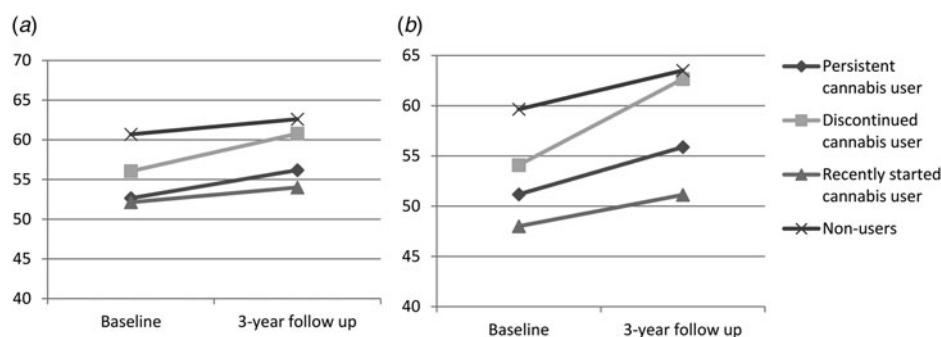 (a)
70
65
60
55
50
45
40
Baseline 3-year follow up
(b)
65
60
55
50
45
40
Baseline 3-year follow up
Persistent
cannabis user
Discontinued
cannabis user
Recently started
cannabis user
Non-users